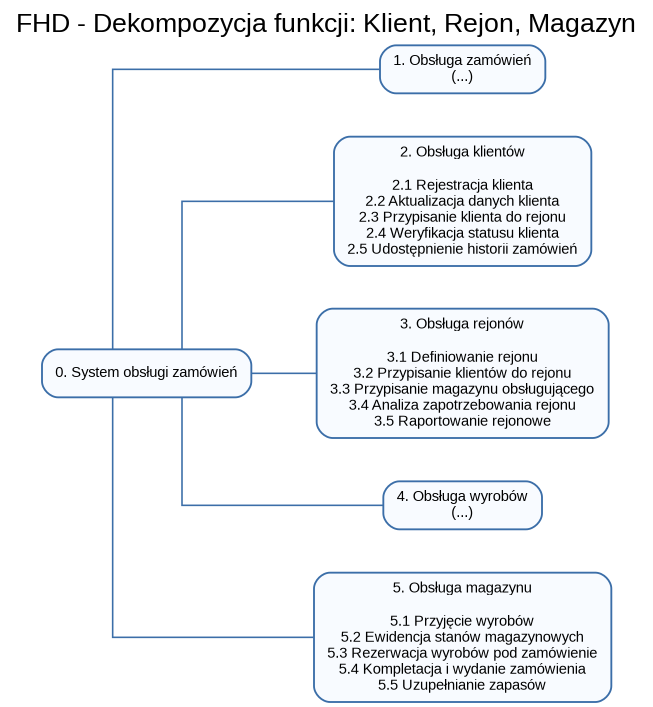 FHD - Dekompozycja funkcji: Klient, Rejon, Magazyn
1. Obsługa zamówień
(...)
2. Obsługa klientów
2.1 Rejestracja klienta
2.2 Aktualizacja danych klienta
2.3 Przypisanie klienta do rejonu
2.4 Weryfikacja statusu klienta
2.5 Udostępnienie historii zamówień
3. Obsługa rejonów
3.1 Definiowanie rejonu
3.2 Przypisanie klientów do rejonu
3.3 Przypisanie magazynu obsługującego
3.4 Analiza zapotrzebowania rejonu
3.5 Raportowanie rejonowe
0. System obsługi zamówień
4. Obsługa wyrobów
(...)
5. Obsługa magazynu
5.1 Przyjęcie wyrobów
5.2 Ewidencja stanów magazynowych
5.3 Rezerwacja wyrobów pod zamówienie
5.4 Kompletacja i wydanie zamówienia
5.5 Uzupełnianie zapasów